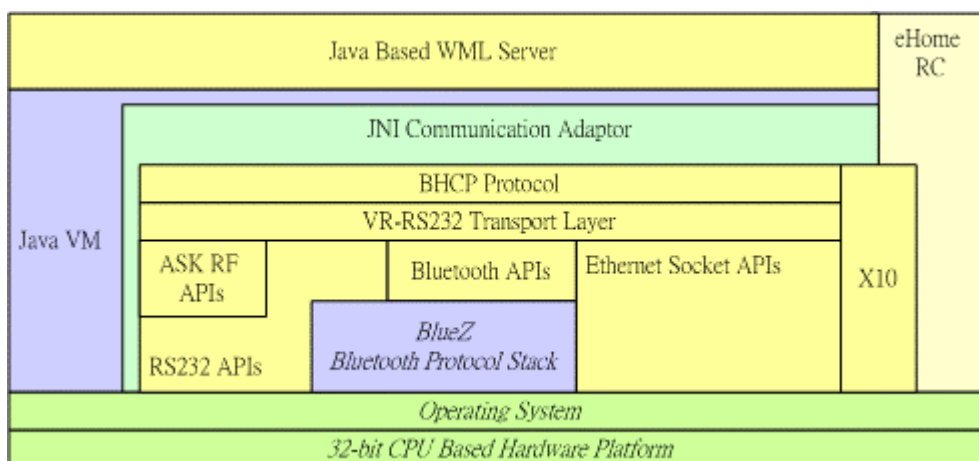 Java Based WML Server
eHome
RC
JNI Communication Adaptor
BHCP Protocol
VR-RS232 Transport Layer
Java VM
ASK RF
APIs
Bluetooth APIs
Ethernet Socket APIs
X10
BlueZ
Bluetooth Protocol Stack
RS232 APIs
Operating System
32-bit CPU Based Hardware Platform